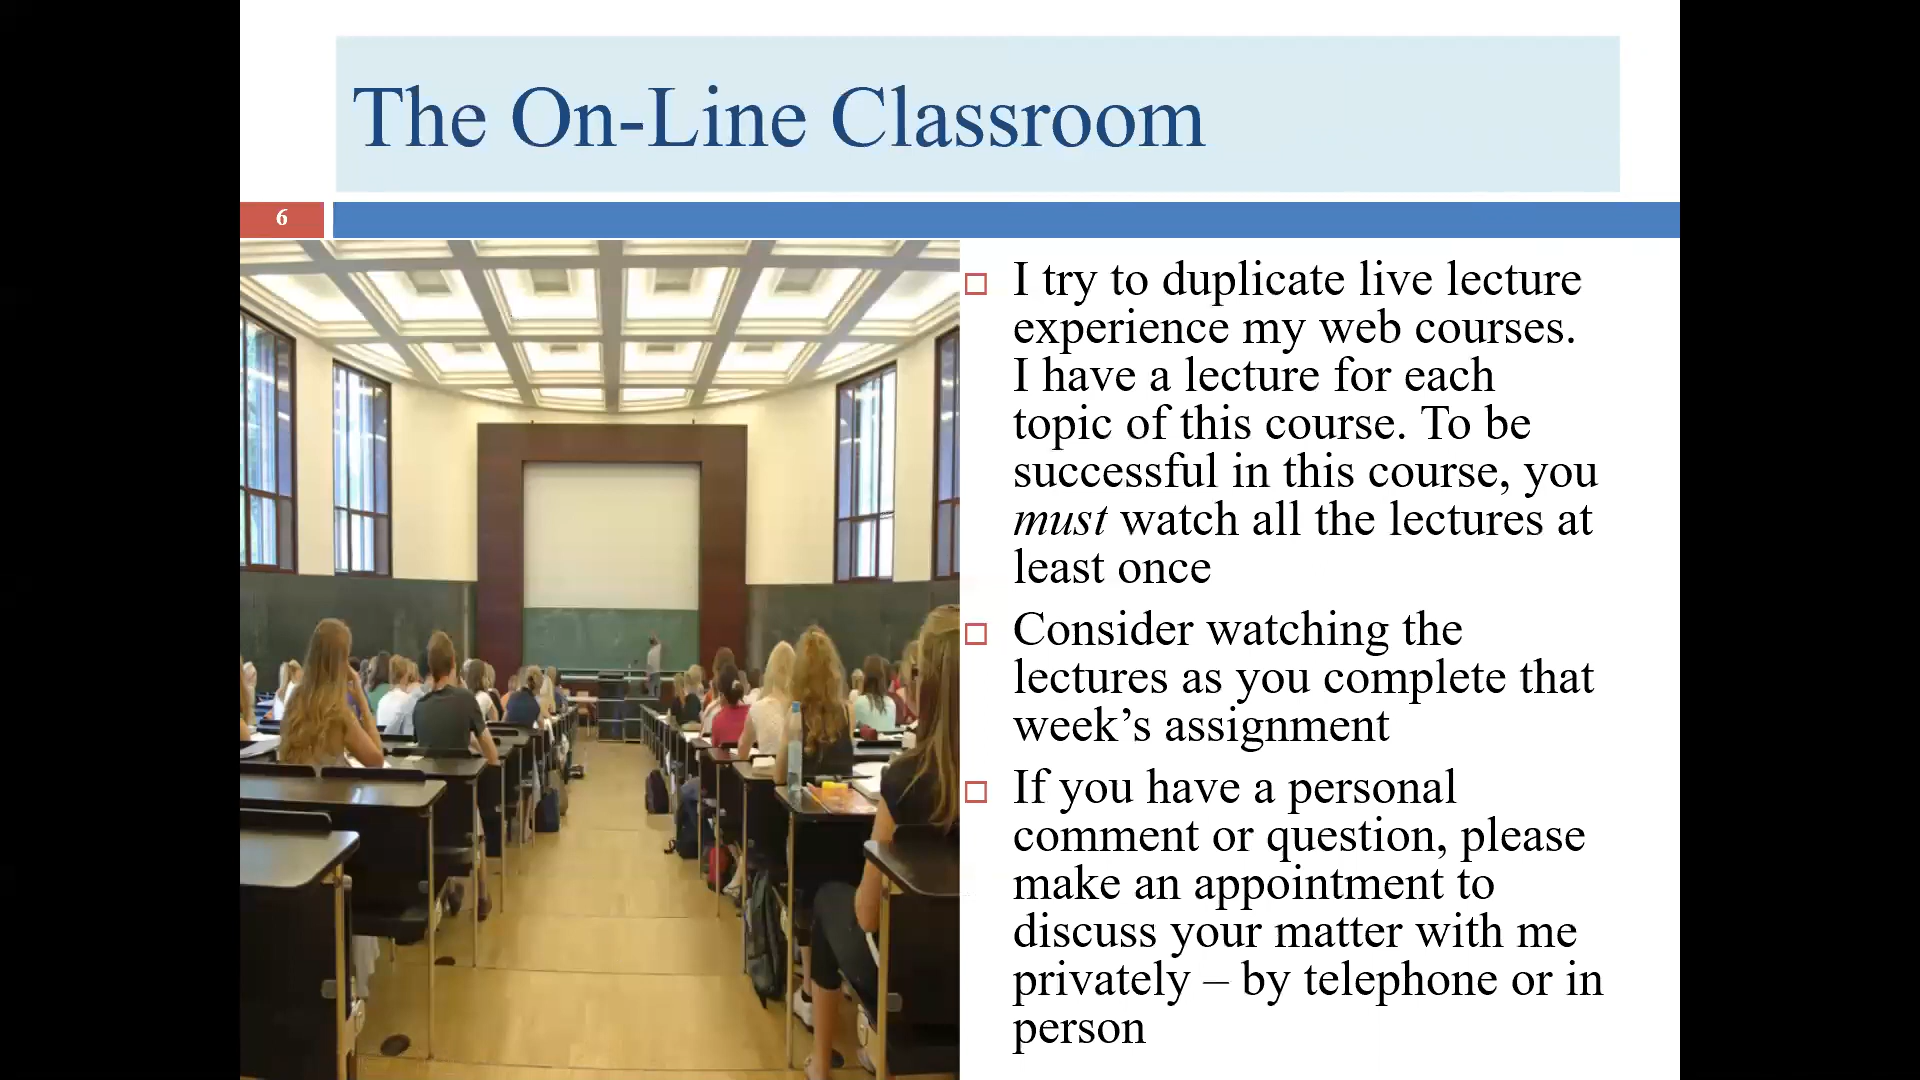 The On-Line Classroom
6
I try to duplicate live lecture
experience my web courses.
I have a lecture for each
topic of this course. To be
successful in this course, you
must watch all the lectures at
least once
Consider watching the
lectures as you complete that
week’s assignment
If you have a personal
comment or question, please
make an appointment to
discuss your matter with me
privately – by telephone or in
person